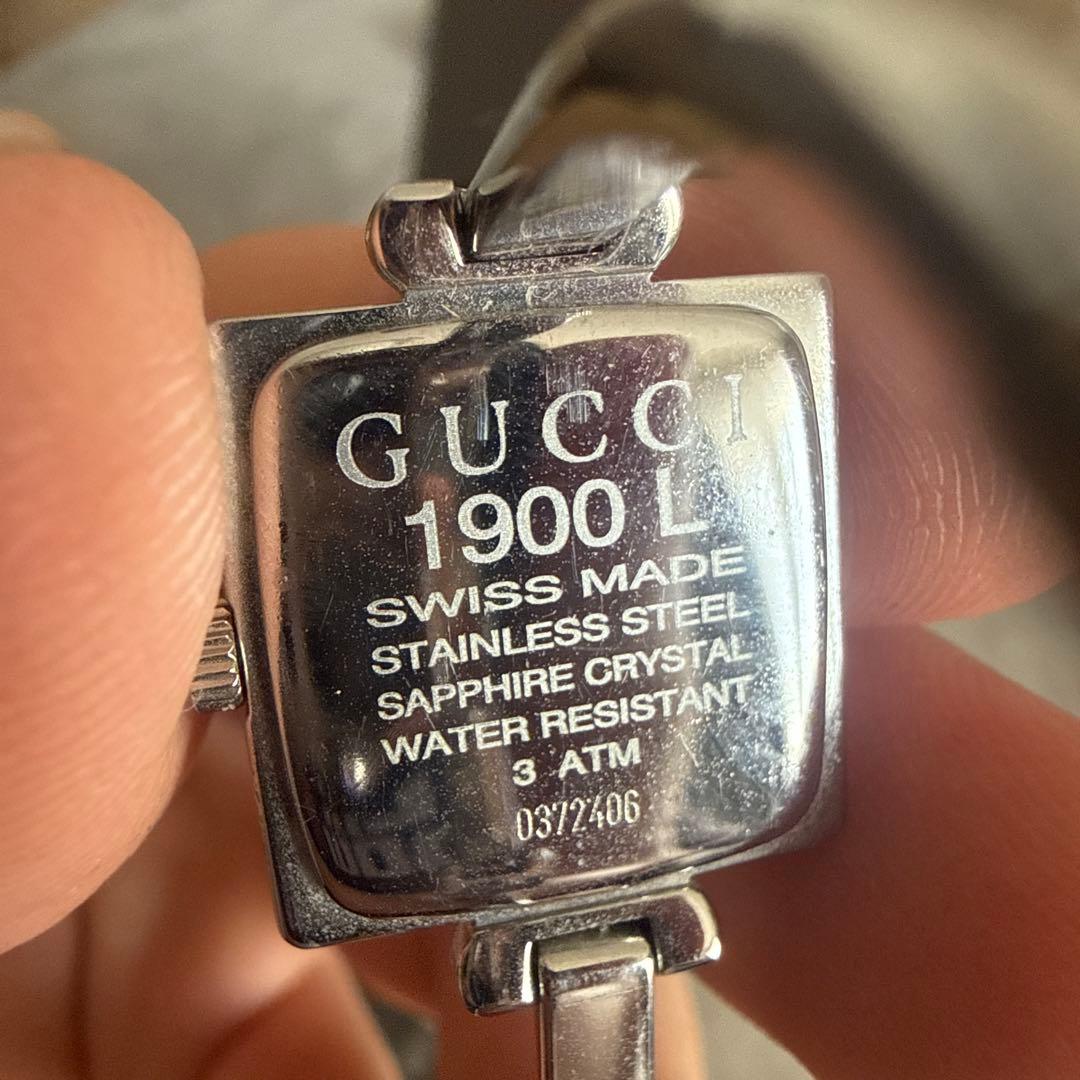 GUCCI
1900 L
SWISS MADE
STAINLESS STEEL
SAPPHIRE CRYSTAL
WATER RESISTANT
3 ATM
0372406